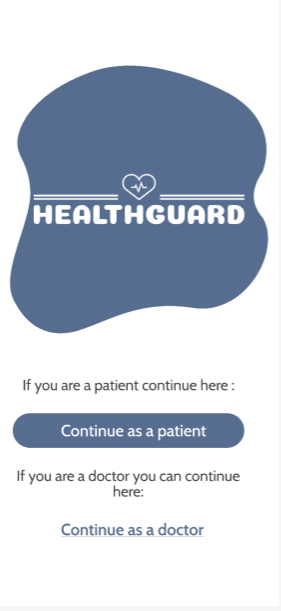 HEALTHGUARD
If you are a patient continue here :
Continue as a patient
If you are a doctor you can continue
here:
Continue as a doctor